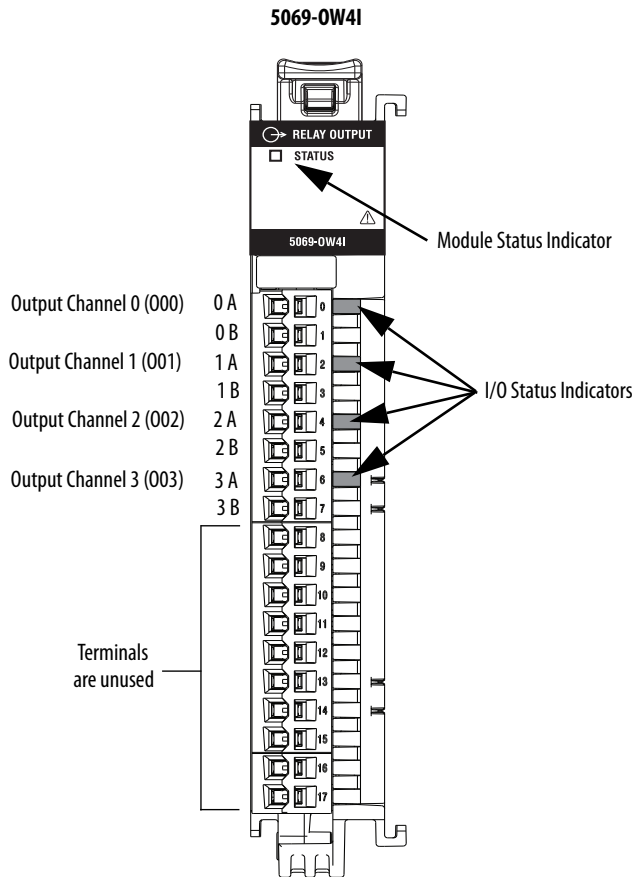 5069-OW4I
RELAY OUTPUT
STATUS
Module Status Indicator
5069-OW4I
Output Channel 0 (O00) 0 A 0
0 B 1
Output Channel 1 (O01) 1 A 2
1 B 3
I/O Status Indicators
Output Channel 2 (O02) 2 A 4
2 B 5
Output Channel 3 (O03) 3 A 6
3 B 7
8
9
10
11
Terminals
are unused
12
13
14
15
16
17